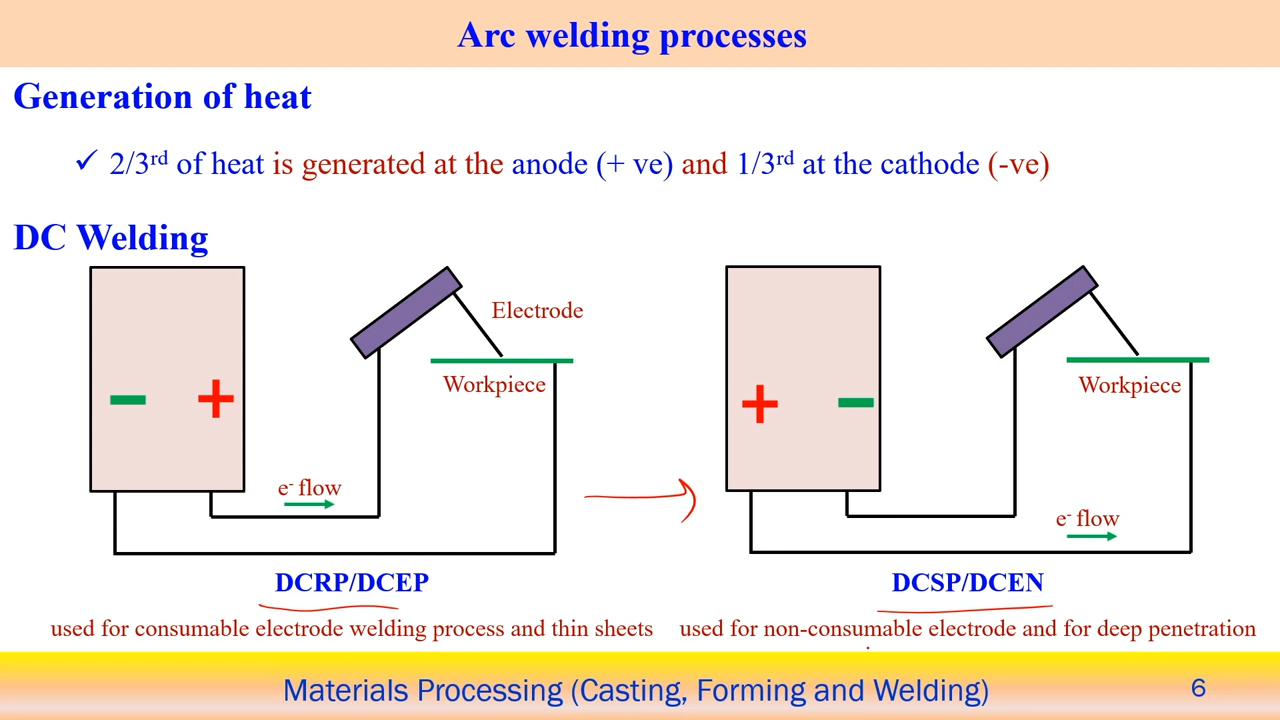 Arc welding processes
Generation of heat
✓ 2/3rd of heat is generated at the anode (+ ve) and 1/3rd at the cathode (-ve)
DC Welding
Electrode
Workpiece
− +
e- flow
DCRP/DCEP
used for consumable electrode welding process and thin sheets
Workpiece
+ −
e- flow
DCSP/DCEN
used for non-consumable electrode and for deep penetration
Materials Processing (Casting, Forming and Welding)
6